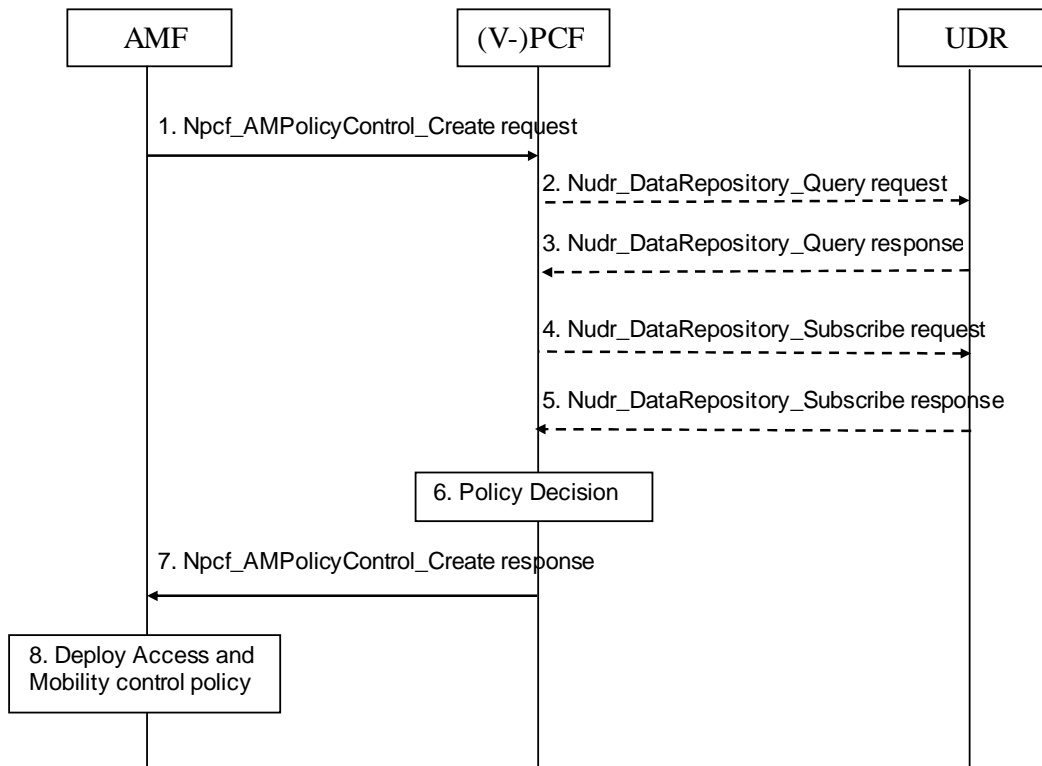 AMF
(V-)PCF
UDR
1. Npcf_AMPolicyControl_Create request
2. Nudr_DataRepository_Query request
3. Nudr_DataRepository_Query response
4. Nudr_DataRepository_Subscribe request
5. Nudr_DataRepository_Subscribe response
6. Policy Decision
7. Npcf_AMPolicyControl_Create response
8. Deploy Access and
Mobility control policy